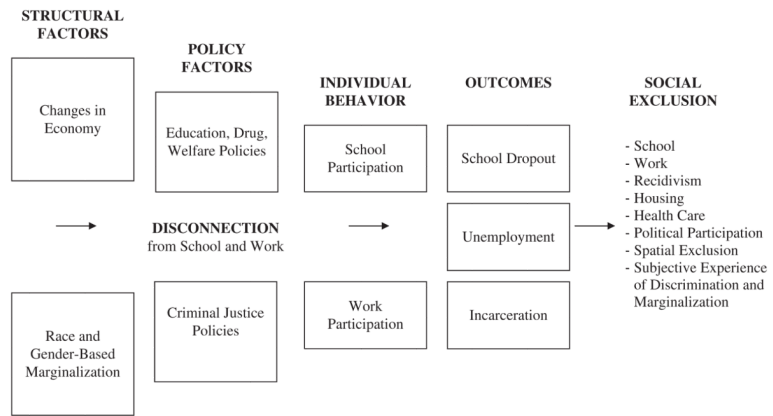 STRUCTURAL
FACTORS
Changes in
Economy
Race and
Gender-Based
Marginalization
POLICY
FACTORS
Education, Drug,
Welfare Policies
DISCONNECTION
from School and Work
Criminal Justice
Policies
INDIVIDUAL
BEHAVIOR
School
Participation
Work
Participation
OUTCOMES
School Dropout
Unemployment
Incarceration
SOCIAL
EXCLUSION
- School
- Work
- Recidivism
- Housing
- Health Care
- Political Participation
- Spatial Exclusion
- Subjective Experience
of Discrimination and
Marginalization